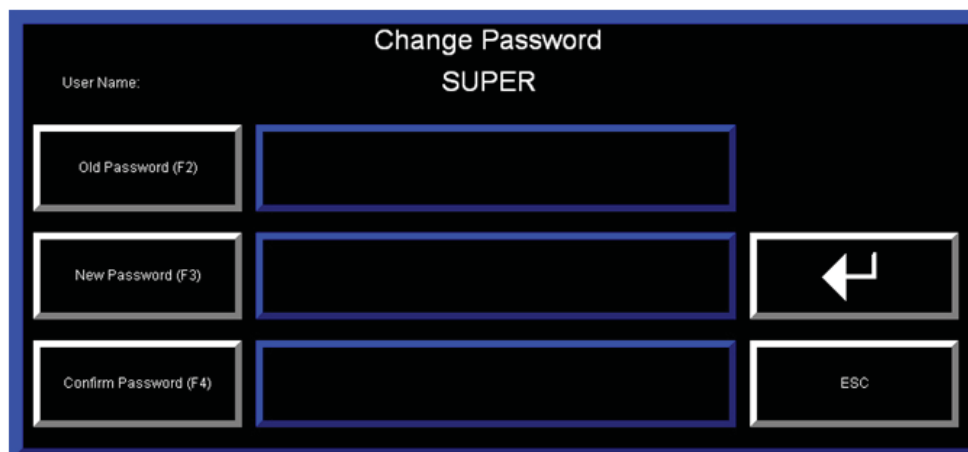 Change Password
User Name: SUPER
Old Password (F2)
New Password (F3)
Confirm Password (F4) ESC